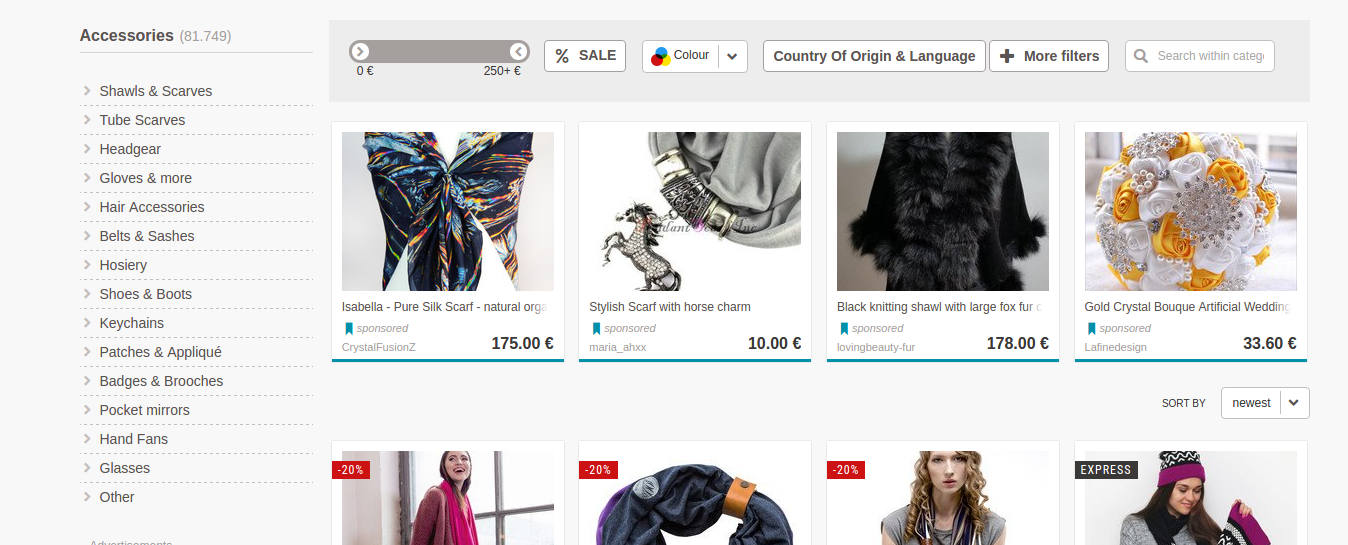 Accessories (81.749)
Shawls & Scarves
Tube Scarves
Headgear
Gloves & more
Hair Accessories
Belts & Sashes
Hosiery
Shoes & Boots
Keychains
Patches & Appliqué
Badges & Brooches
Pocket mirrors
Hand Fans
Glasses
Other
Advertisements
0 €
250+ €
% SALE
Colour
Country Of Origin & Language
More filters
Search within categ
Isabella - Pure Silk Scarf - natural orga
sponsored
CrystalFusionZ
175.00 €
Stylish Scarf with horse charm
sponsored
maria_ahxx
10.00 €
Black knitting shawl with large fox fur c
sponsored
lovingbeauty-fur
178.00 €
Gold Crystal Bouque Artificial Wedding
sponsored
Lafinedesign
33.60 €
SORT BY
newest
-20%
-20%
-20%
EXPRESS